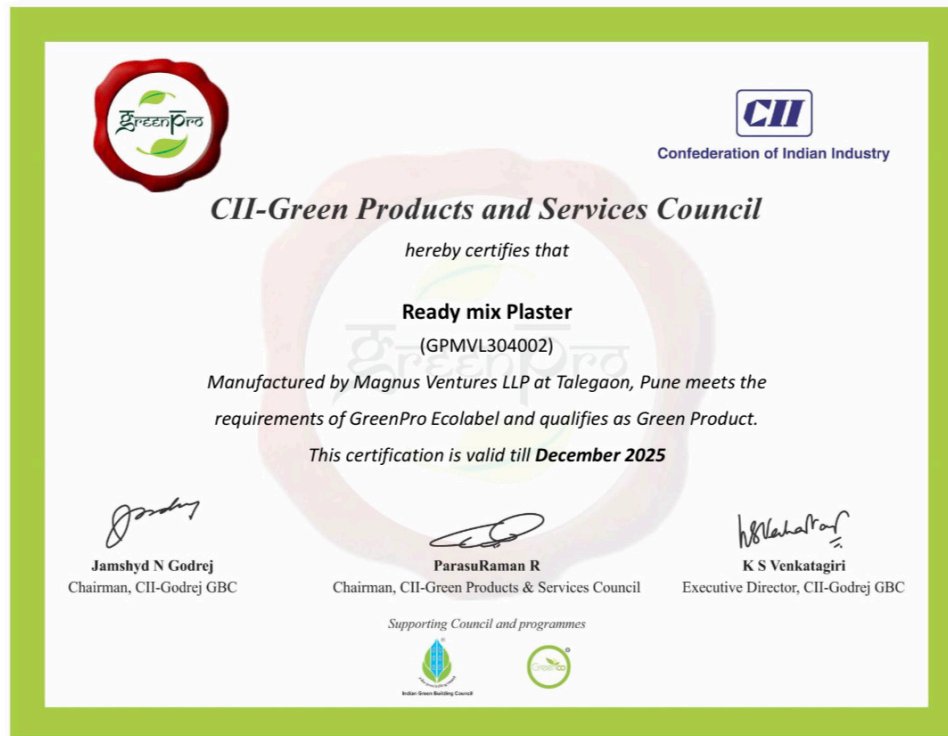 GreenPro
CII
Confederation of Indian Industry
CII-Green Products and Services Council
hereby certifies that
Ready mix Plaster
(GPMVL304002)
Manufactured by Magnus Ventures LLP at Talegaon, Pune meets the
requirements of GreenPro Ecolabel and qualifies as Green Product.
This certification is valid till December 2025
Jamshyd N Godrej
Chairman, CII-Godrej GBC
ParasuRaman R
Chairman, CII-Green Products & Services Council
K S Venkatagiri
Executive Director, CII-Godrej GBC
Supporting Council and programmes
Indian Green Building Council
Greenco